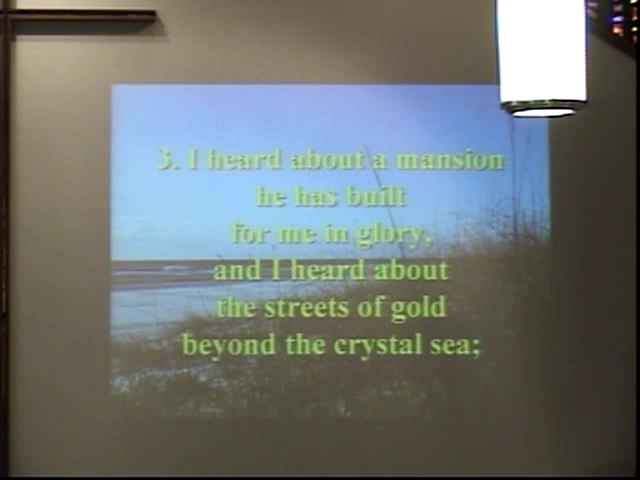 3. I heard about a mansion
he has built
for me in glory,
and I heard about
the streets of gold
beyond the crystal sea;